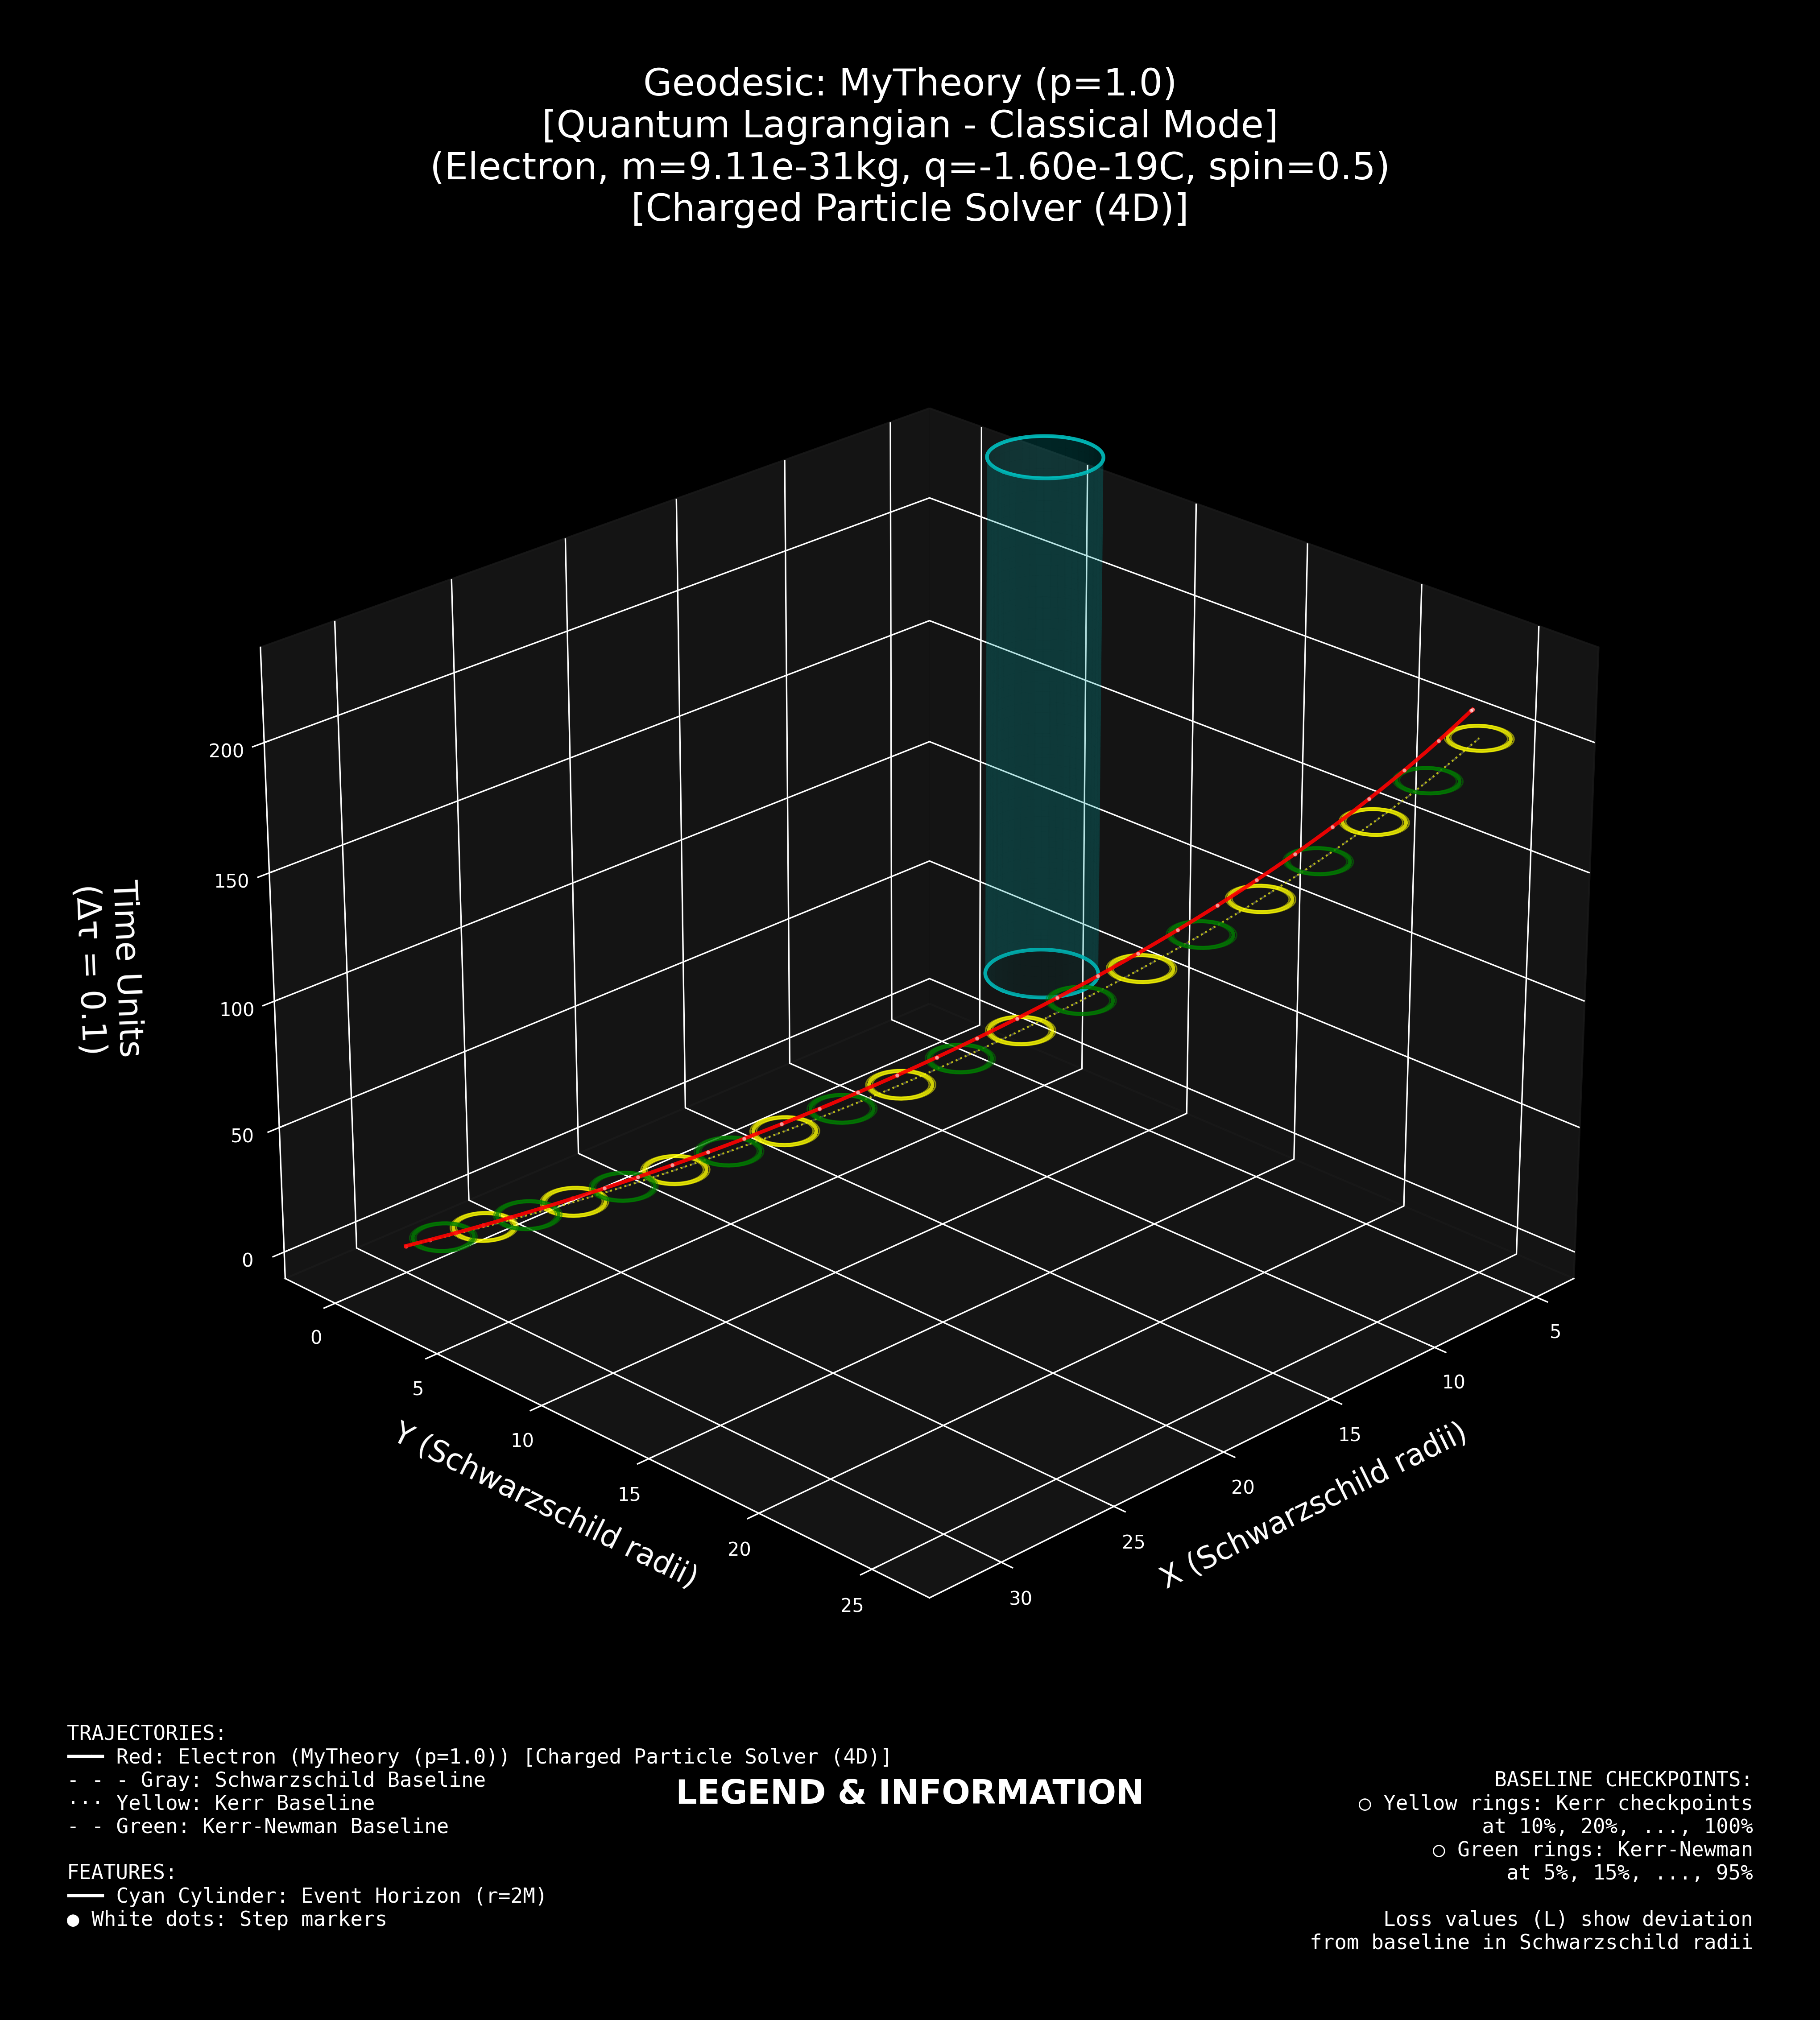 Geodesic: MyTheory (p=1.0)
[Quantum Lagrangian - Classical Mode]
(Electron, m=9.11e-31kg, q=-1.60e-19C, spin=0.5)
[Charged Particle Solver (4D)]
200
150
100
50
0
Time Units
(Δτ = 0.1)
0
5
10
15
20
25
Y (Schwarzschild radii)
5
10
15
20
25
30
X (Schwarzschild radii)
TRAJECTORIES:
━━━ Red: Electron (MyTheory (p=1.0)) [Charged Particle Solver (4D)]
- - - Gray: Schwarzschild Baseline
··· Yellow: Kerr Baseline
- - Green: Kerr-Newman Baseline
FEATURES:
━━━ Cyan Cylinder: Event Horizon (r=2M)
● White dots: Step markers
LEGEND & INFORMATION
BASELINE CHECKPOINTS:
○ Yellow rings: Kerr checkpoints
at 10%, 20%, ..., 100%
○ Green rings: Kerr-Newman
at 5%, 15%, ..., 95%
Loss values (L) show deviation
from baseline in Schwarzschild radii